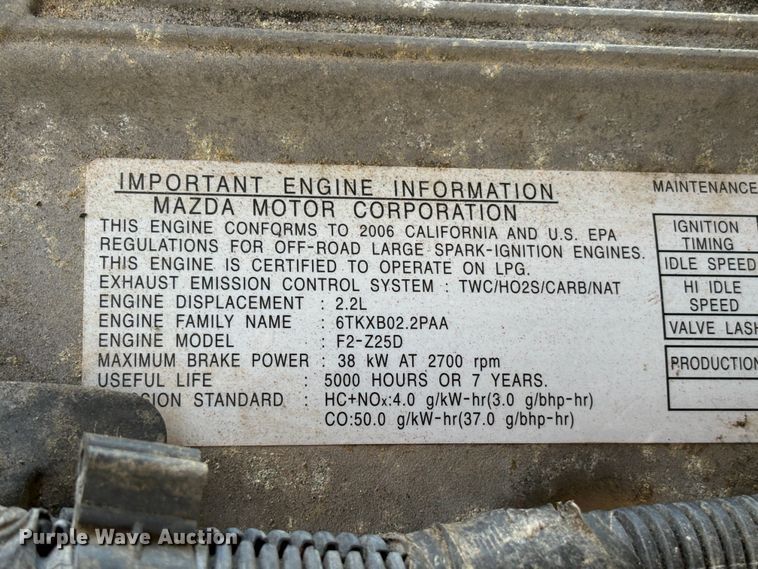 IMPORTANT ENGINE INFORMATION
MAZDA MOTOR CORPORATION
THIS ENGINE CONFORMS TO 2006 CALIFORNIA AND U.S. EPA
REGULATIONS FOR OFF-ROAD LARGE SPARK-IGNITION ENGINES.
THIS ENGINE IS CERTIFIED TO OPERATE ON LPG.
EXHAUST EMISSION CONTROL SYSTEM : TWC/HO2S/CARB/NAT
ENGINE DISPLACEMENT : 2.2L
ENGINE FAMILY NAME : 6TKXB02.2PAA
ENGINE MODEL : F2-Z25D
MAXIMUM BRAKE POWER : 38 kW AT 2700 rpm
USEFUL LIFE : 5000 HOURS OR 7 YEARS.
STANDARD : HC+NOx:4.0 g/kW-hr(3.0 g/bhp-hr)
CO:50.0 g/kW-hr(37.0 g/bhp-hr)
MAINTENANCE
IGNITION
TIMING
IDLE SPEED
HI IDLE
SPEED
VALVE LASH
PRODUCTION
Purple Wave Auction